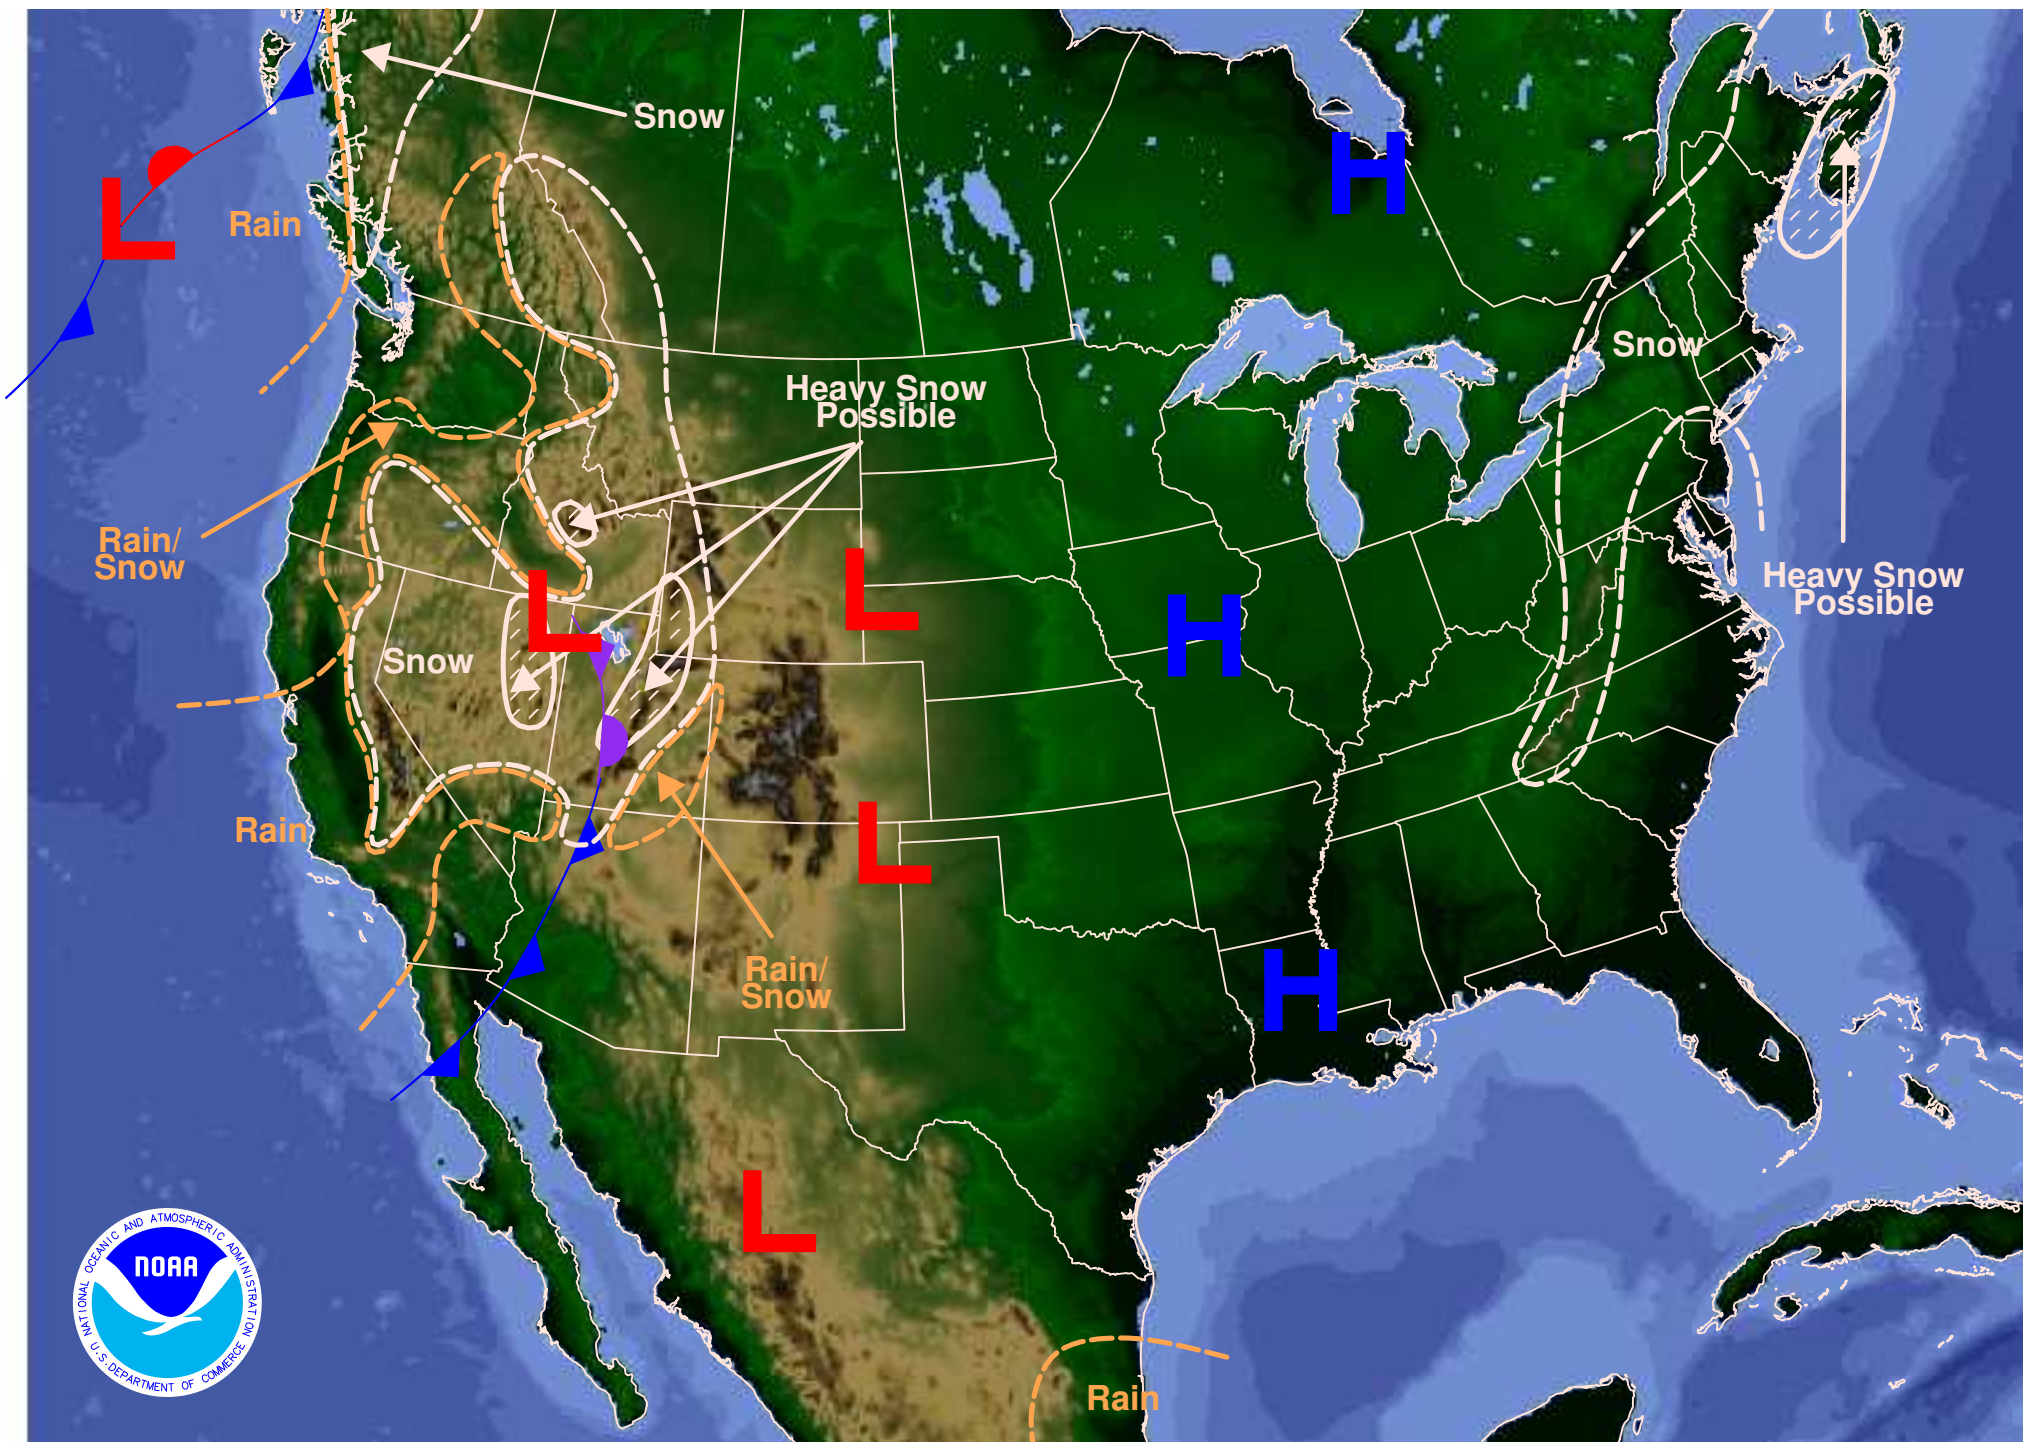 Snow
H
L
Rain
Snow
Heavy Snow
Possible
Rain/
Snow
L
L
H
Heavy Snow
Possible
Snow
Rain
L
Rain/
Snow
H
L
NATIONAL OCEANIC AND ATMOSPHERIC ADMINISTRATION
NOAA
U.S. DEPARTMENT OF COMMERCE
Rain